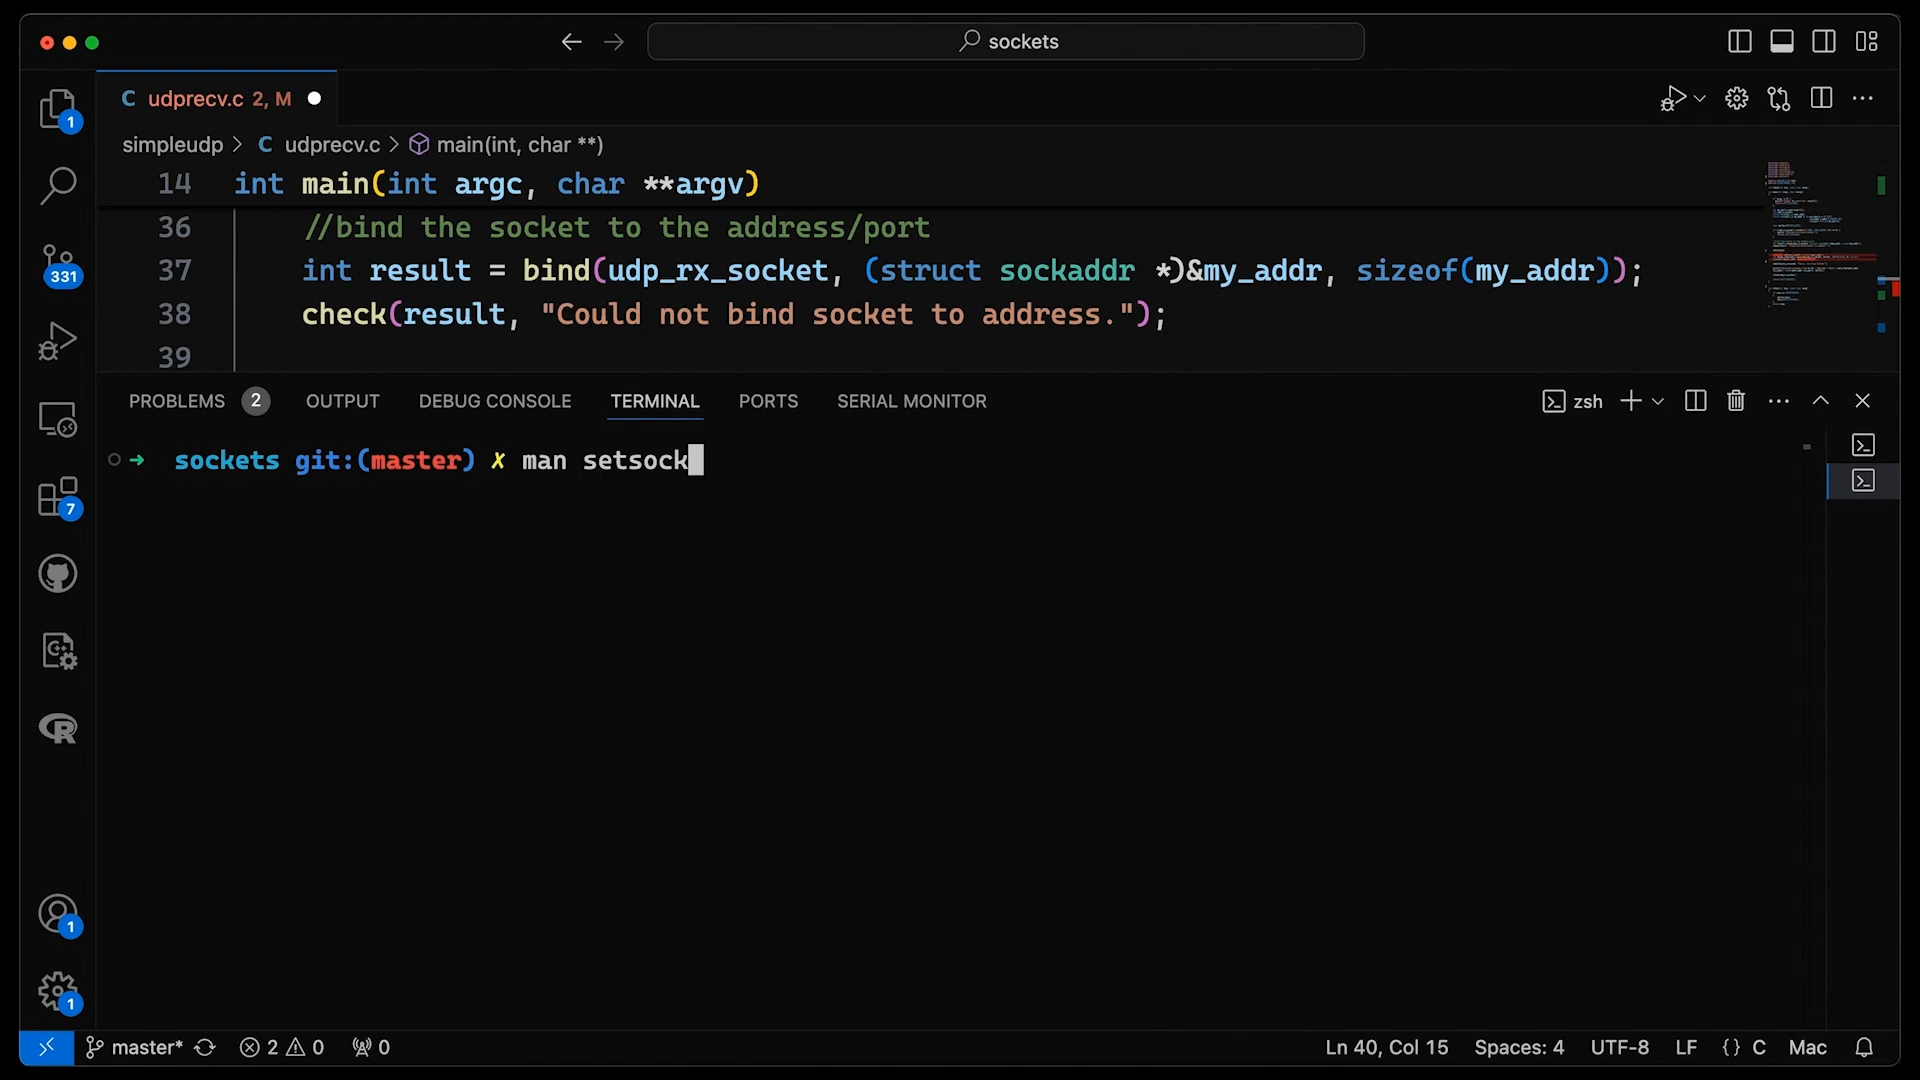 sockets
C udprecv.c 2, M
simpleudp > C udprecv.c > main(int, char **)
14 int main(int argc, char **argv)
36 //bind the socket to the address/port
37 int result = bind(udp_rx_socket, (struct sockaddr *)&my_addr, sizeof(my_addr));
38 check(result, "Could not bind socket to address.");
39
PROBLEMS 2 OUTPUT DEBUG CONSOLE TERMINAL PORTS SERIAL MONITOR zsh
➜ sockets git:(master) ✗ man setsock
1
331
7
1
1
master* 2 0 0 Ln 40, Col 15 Spaces: 4 UTF-8 LF {} C Mac